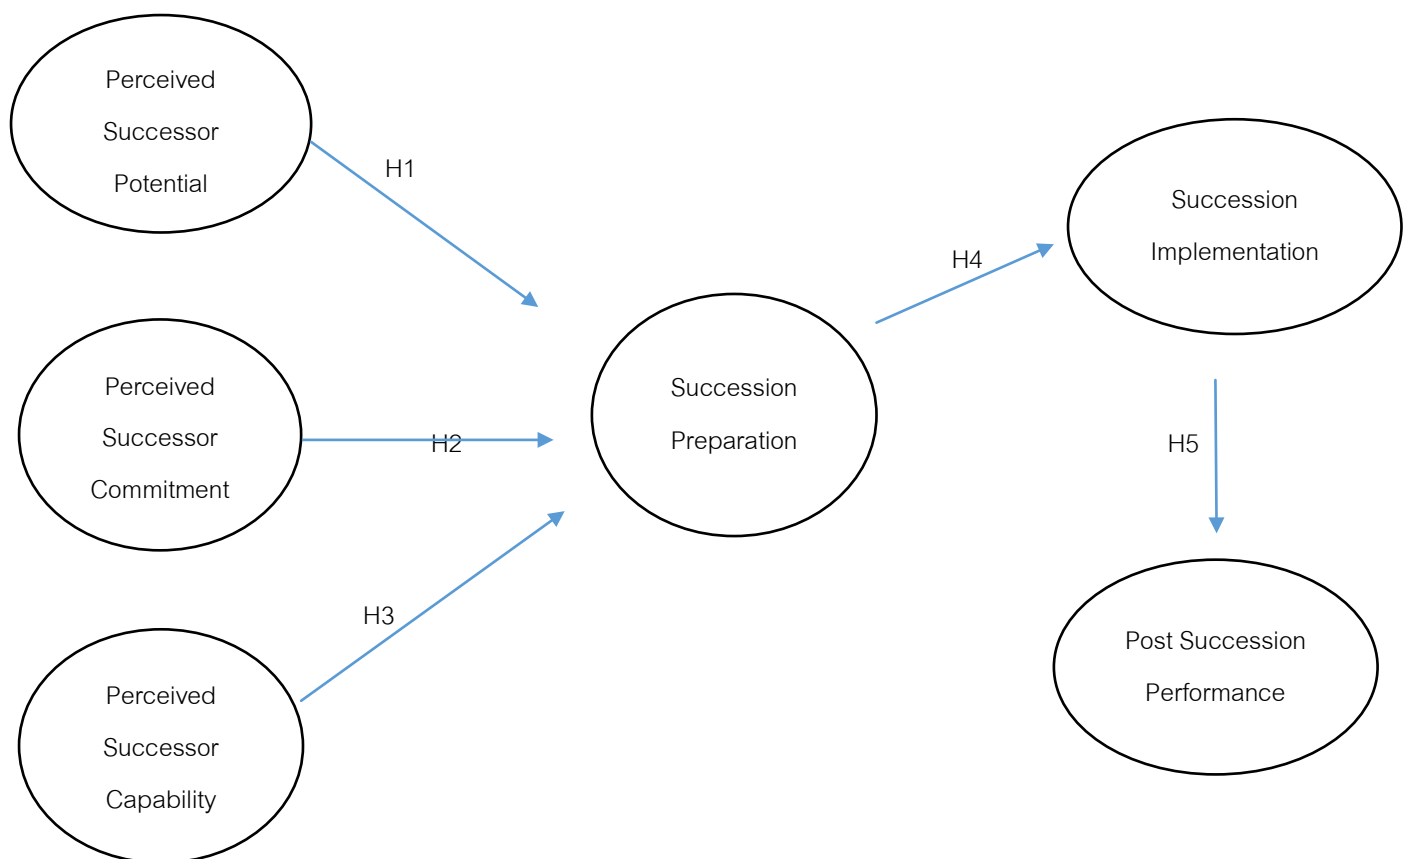 Perceived
Successor
Potential
H1
Perceived
Successor
Commitment
H2
Perceived
Successor
Capability
H3
Succession
Preparation
H4
Succession
Implementation
H5
Post Succession
Performance